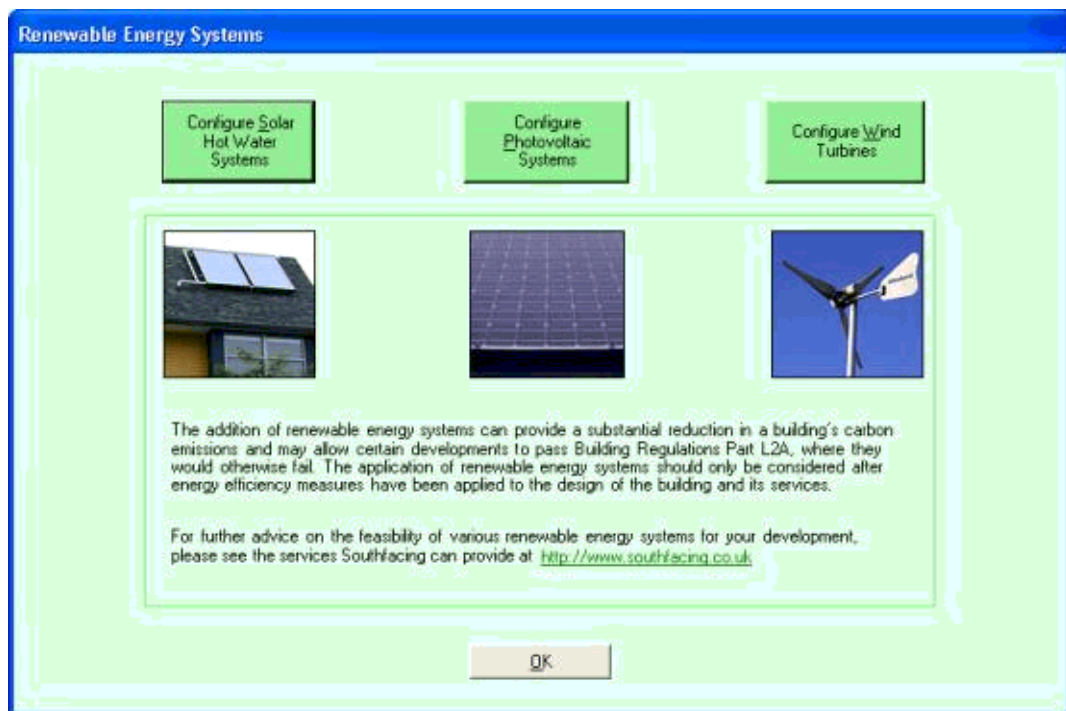 Renewable Energy Systems
Configure Solar
Hot Water
Systems
Configure
Photovoltaic
Systems
Configure Wind
Turbines
The addition of renewable energy systems can provide a substantial reduction in a building's carbon
emissions and may allow certain developments to pass Building Regulations Part L2A, where they
would otherwise fail. The application of renewable energy systems should only be considered after
energy efficiency measures have been applied to the design of the building and its services.
For further advice on the feasibility of various renewable energy systems for your development,
please see the services Southfacing can provide at http://www.southfacing.co.uk
OK